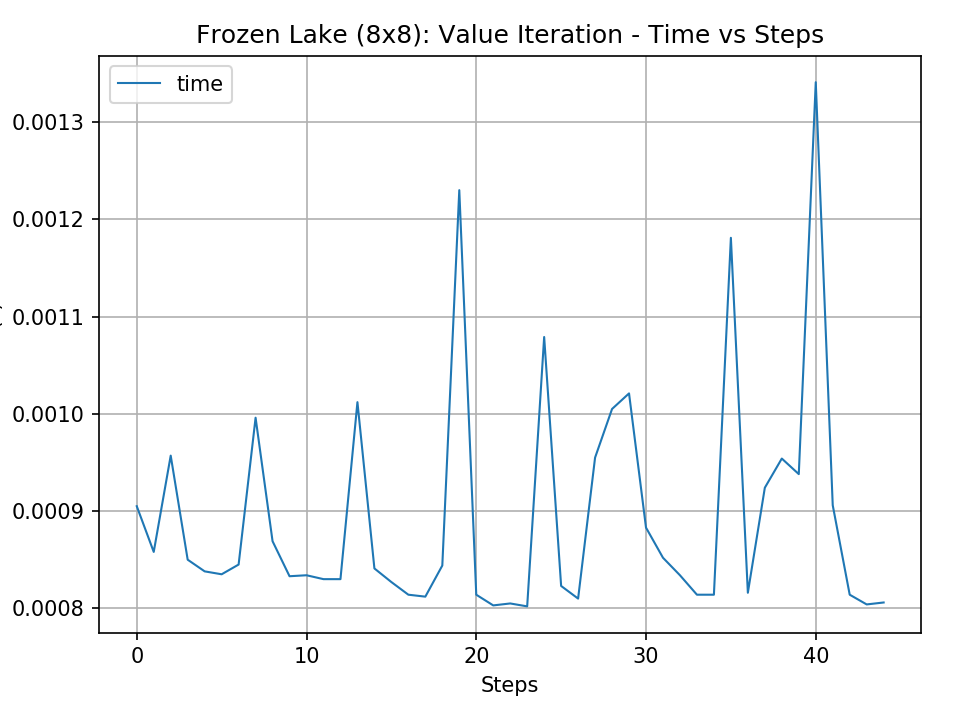 Frozen Lake (8x8): Value Iteration - Time vs Steps
time
0.0013
0.0012
0.0011
0.0010
0.0009
0.0008
0 10 20 30 40
Steps